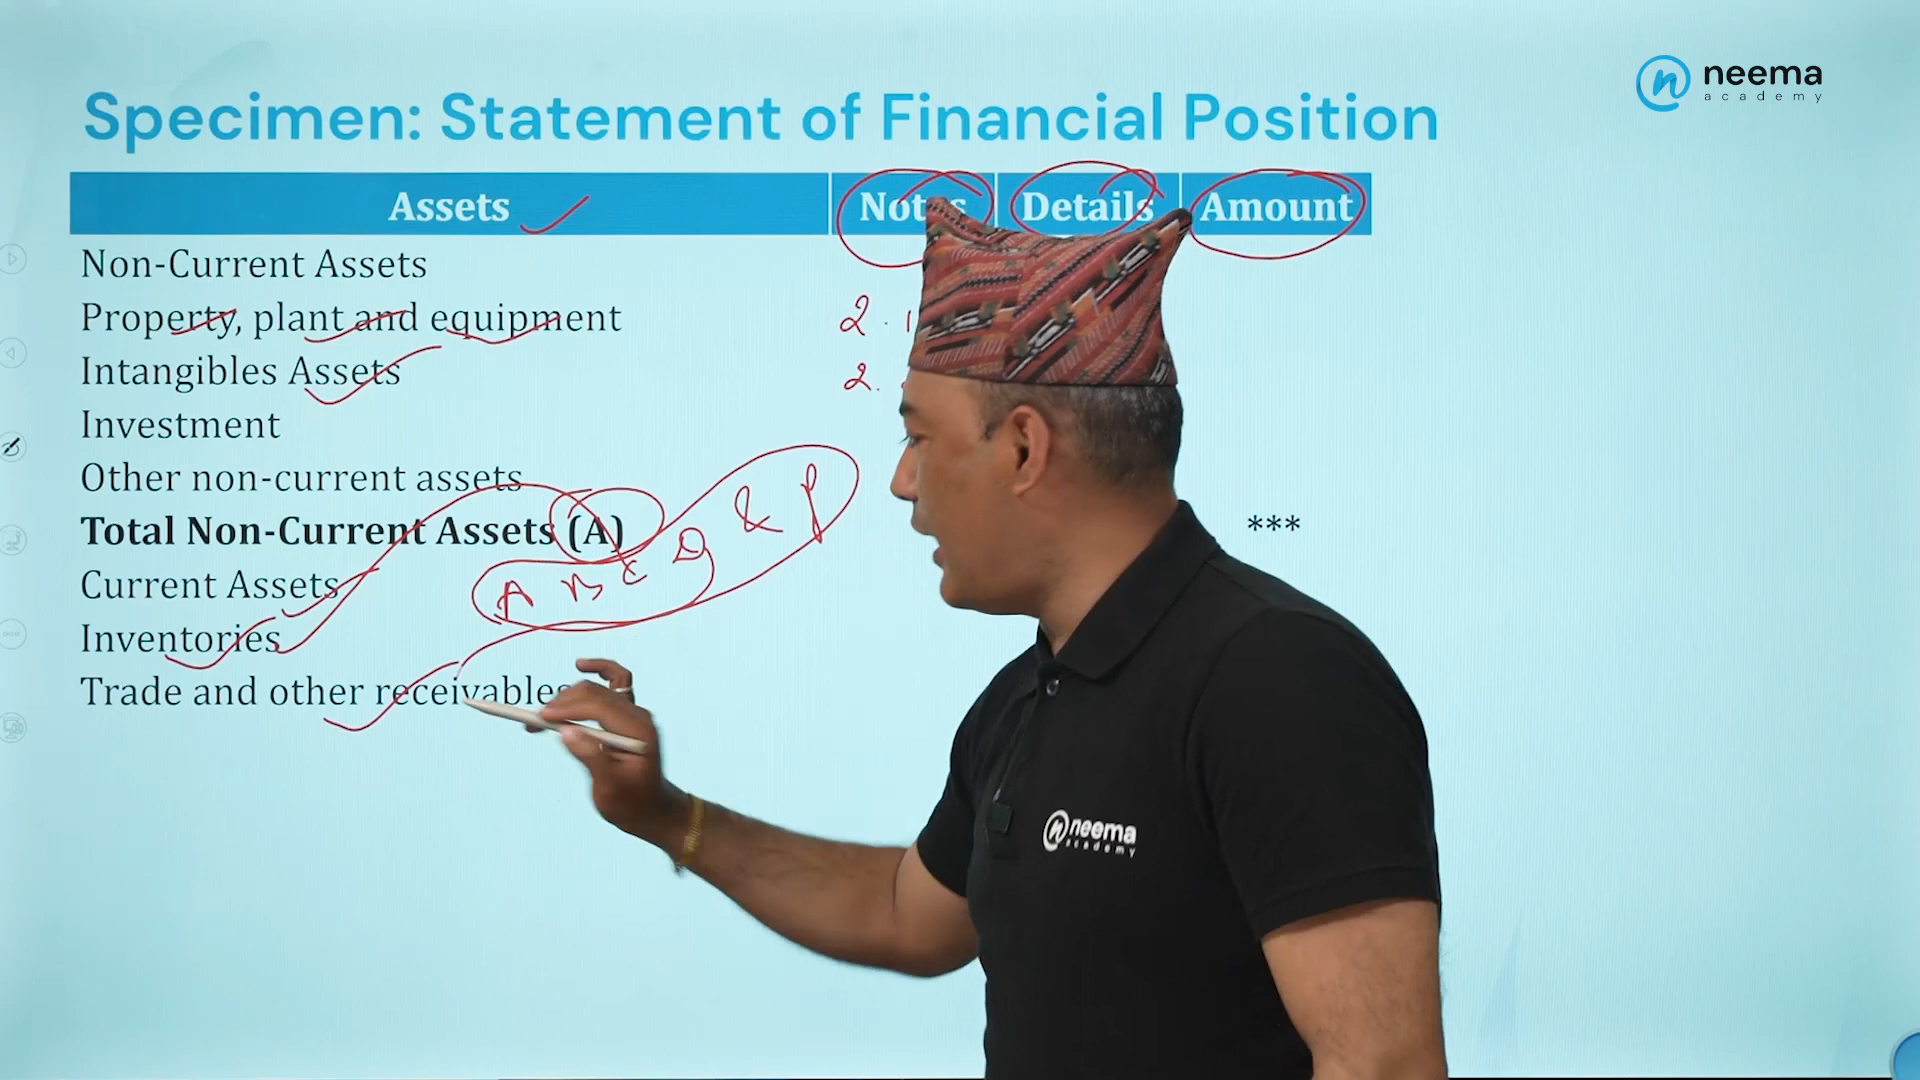 neema
academy
Specimen: Statement of Financial Position
Assets Notes Details Amount
Non-Current Assets
Property, plant and equipment 2.1
Intangibles Assets 2.
Investment
Other non-current assets
Total Non-Current Assets (A) ***
A B C D & P
Current Assets
Inventories
Trade and other receivables
neema
academy